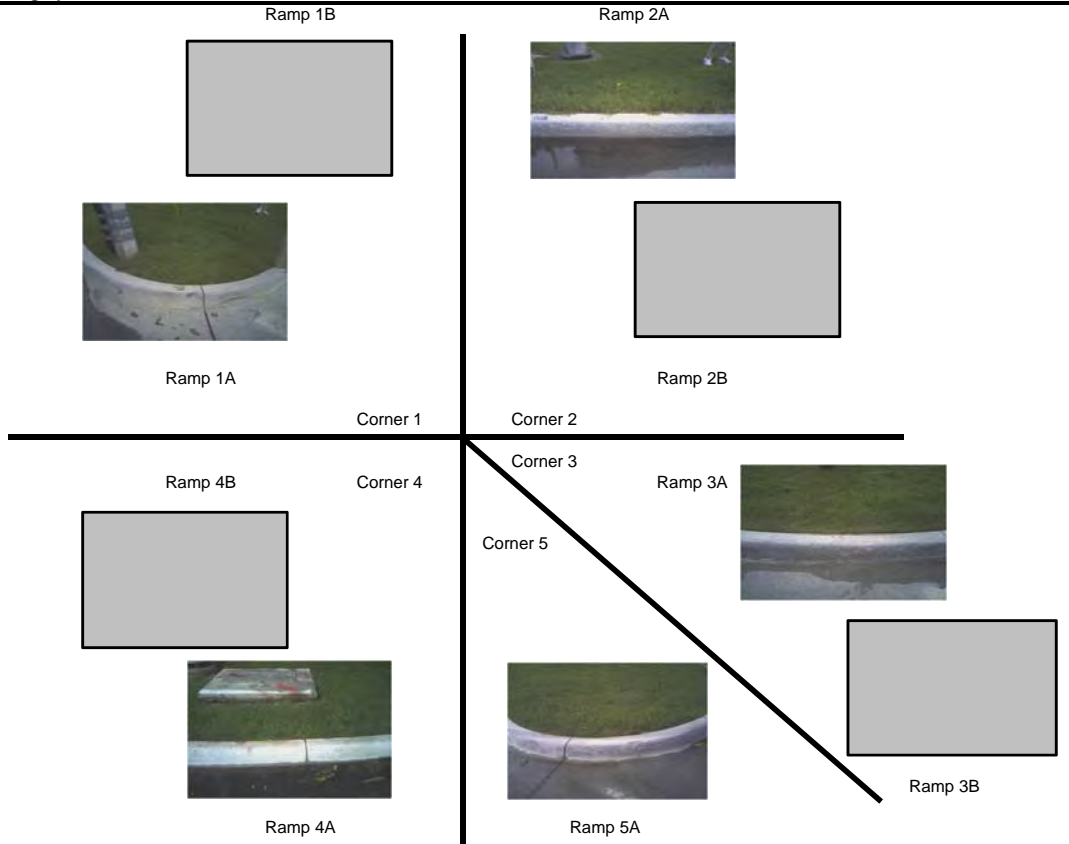 Ramp 1B
Ramp 2A
Ramp 1A
Ramp 2B
Corner 1
Corner 2
Corner 3
Ramp 4B
Corner 4
Ramp 3A
Corner 5
Ramp 3B
Ramp 4A
Ramp 5A